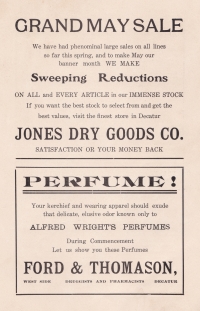 GRAND MAY SALE
We have had phenominal large sales on all lines
so far this spring, and to make May our
banner month WE MAKE
Sweeping Reductions
ON ALL and EVERY ARTICLE in our IMMENSE STOCK
If you want the best stock to select from and get the
best values, visit the finest store in Decatur
JONES DRY GOODS CO.
SATISFACTION OR YOUR MONEY BACK
PERFUME!
Your kerchief and wearing apparel should exude
that delicate, elusive odor known only to
ALFRED WRIGHT'S PERFUMES
During Commencement
Let us show you these Perfumes
FORD & THOMASON,
WEST SIDE DRUGGISTS AND PHARMACISTS DECATUR